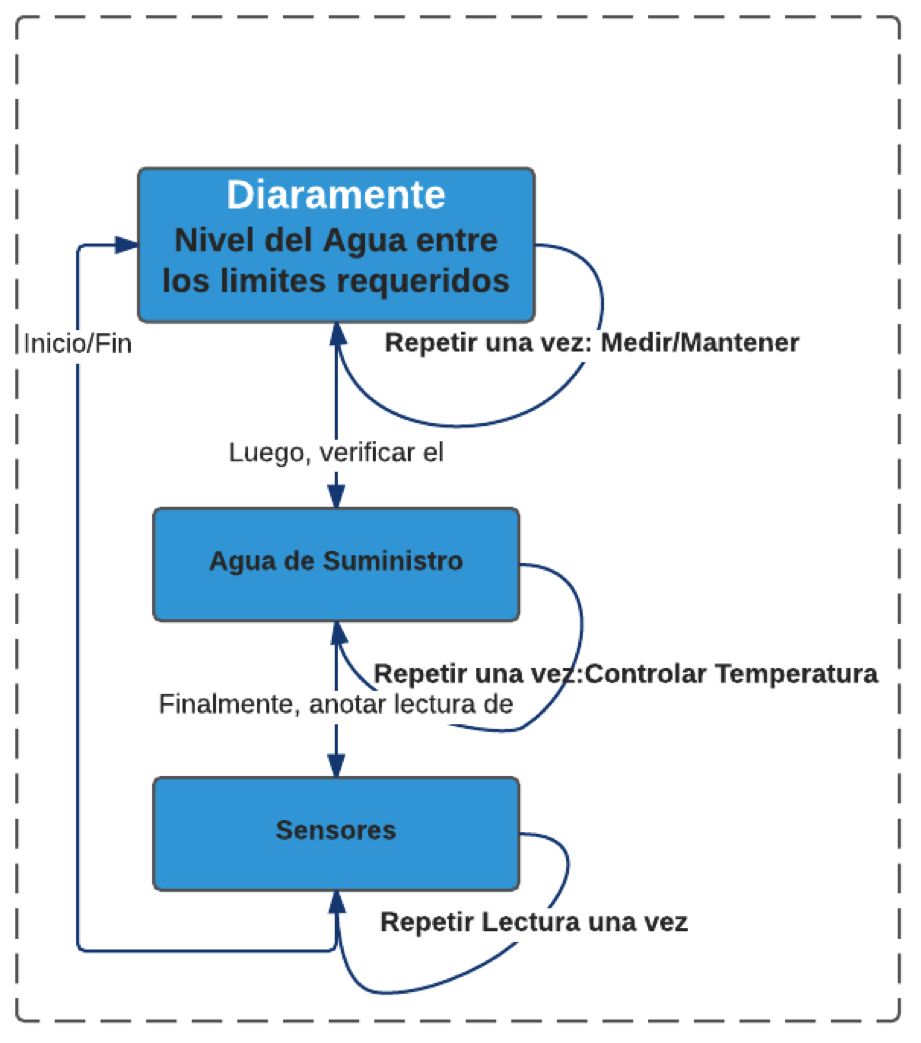 Diaramente
Nivel del Agua entre
los limites requeridos
Inicio/Fin
Repetir una vez: Medir/Mantener
Luego, verificar el
Agua de Suministro
Repetir una vez:Controlar Temperatura
Finalmente, anotar lectura de
Sensores
Repetir Lectura una vez